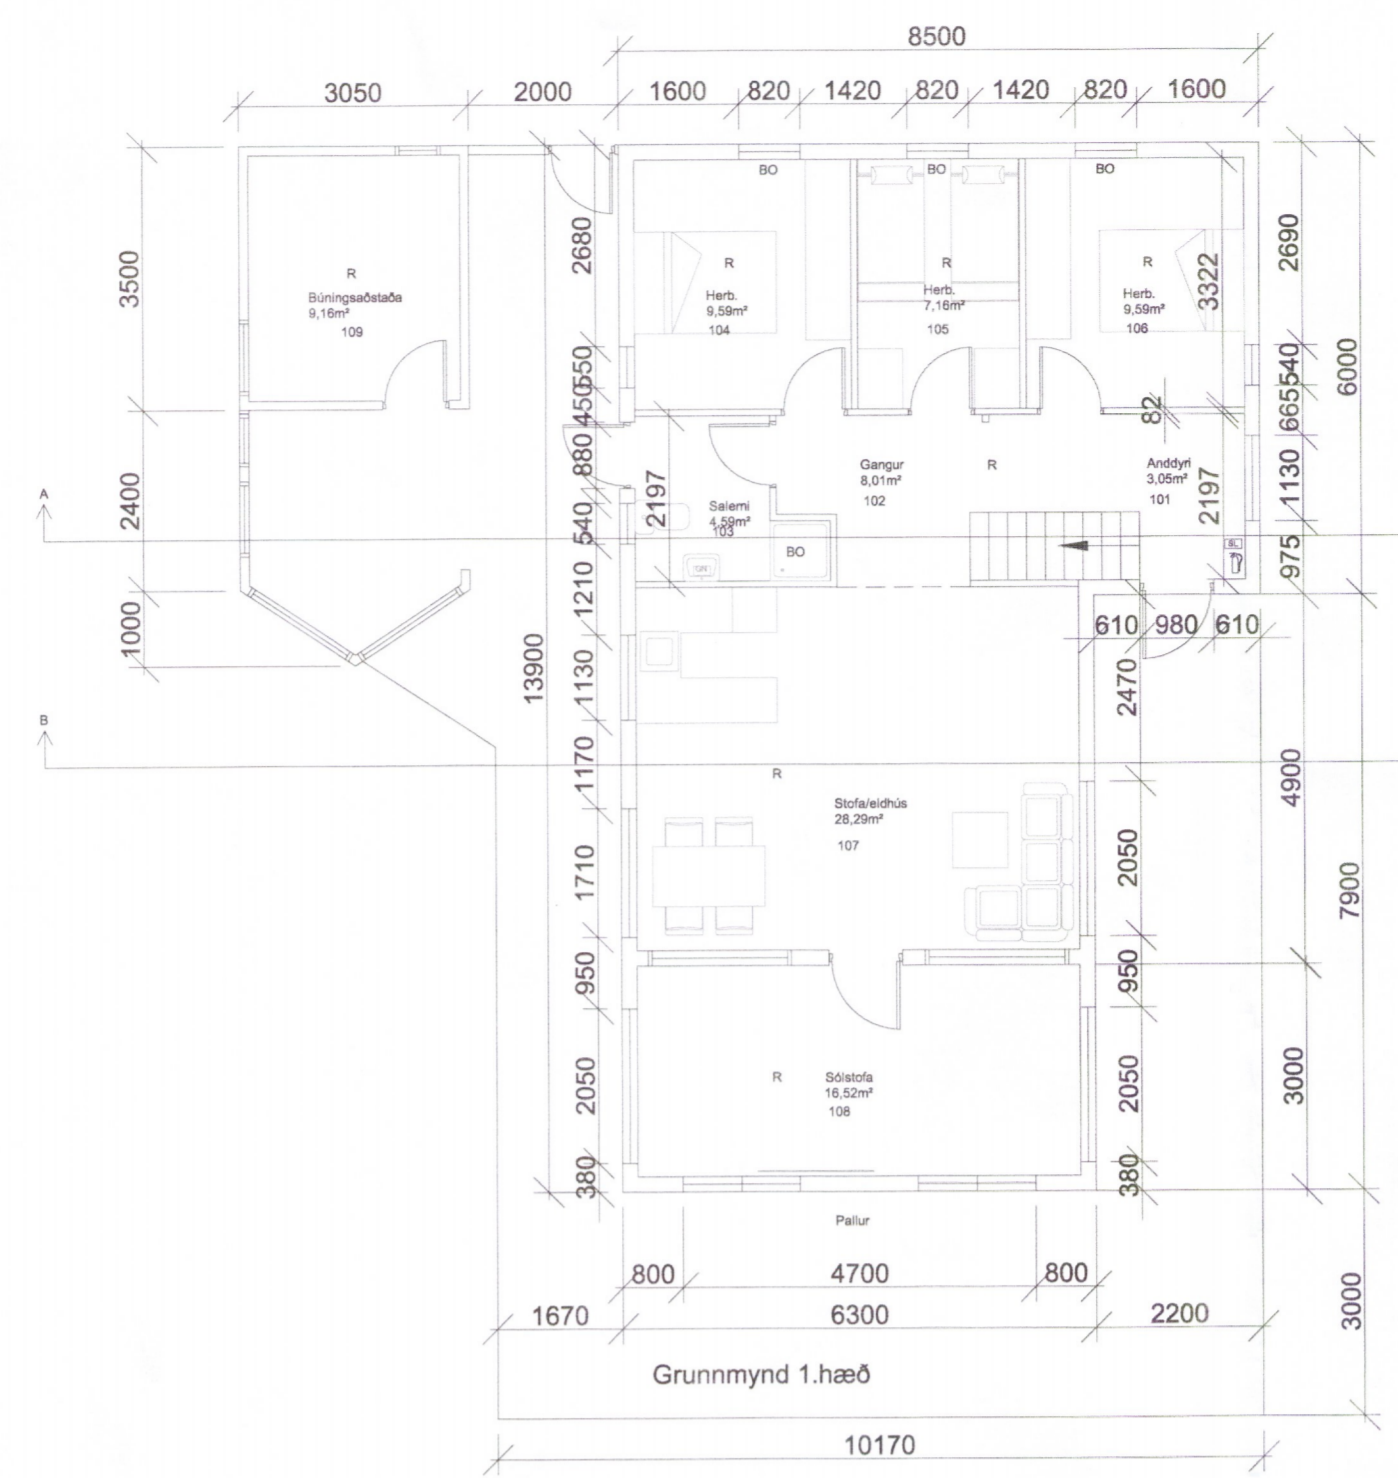 8500
3050 2000 1600 820 1420 820 1420 820 1600
BO BO BO
3500
2680
2690
R
Búningsaðstaða
9,16m²
109
R
Herb.
9,59m²
104
R
Herb.
7,16m²
105
R
Herb.
9,59m²
106
3322
550
450
540
665
6000
82
880
2400
A
2197
Gangur
8,01m²
102
R
Anddyri
3,05m²
101
2197
1130
Salerni
4,59m²
103
BO
540
975
1210
1000
610 980 610
13900
1130
2470
B
1170
R
4900
Stofa/eldhús
28,29m²
107
1710
2050
7900
950
950
R
Sólstofa
16,52m²
108
2050
2050
3000
380
380
Pallur
800 4700 800
1670 6300 2200
3000
Grunnmynd 1.hæð
10170